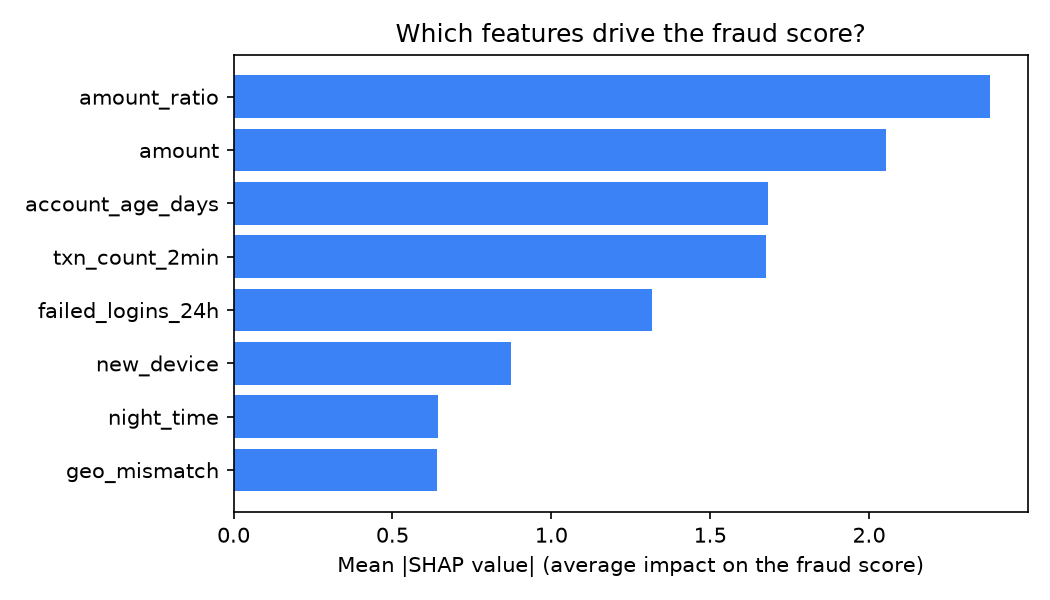 Which features drive the fraud score?
amount_ratio
amount
account_age_days
txn_count_2min
failed_logins_24h
new_device
night_time
geo_mismatch
0.0 0.5 1.0 1.5 2.0
Mean |SHAP value| (average impact on the fraud score)